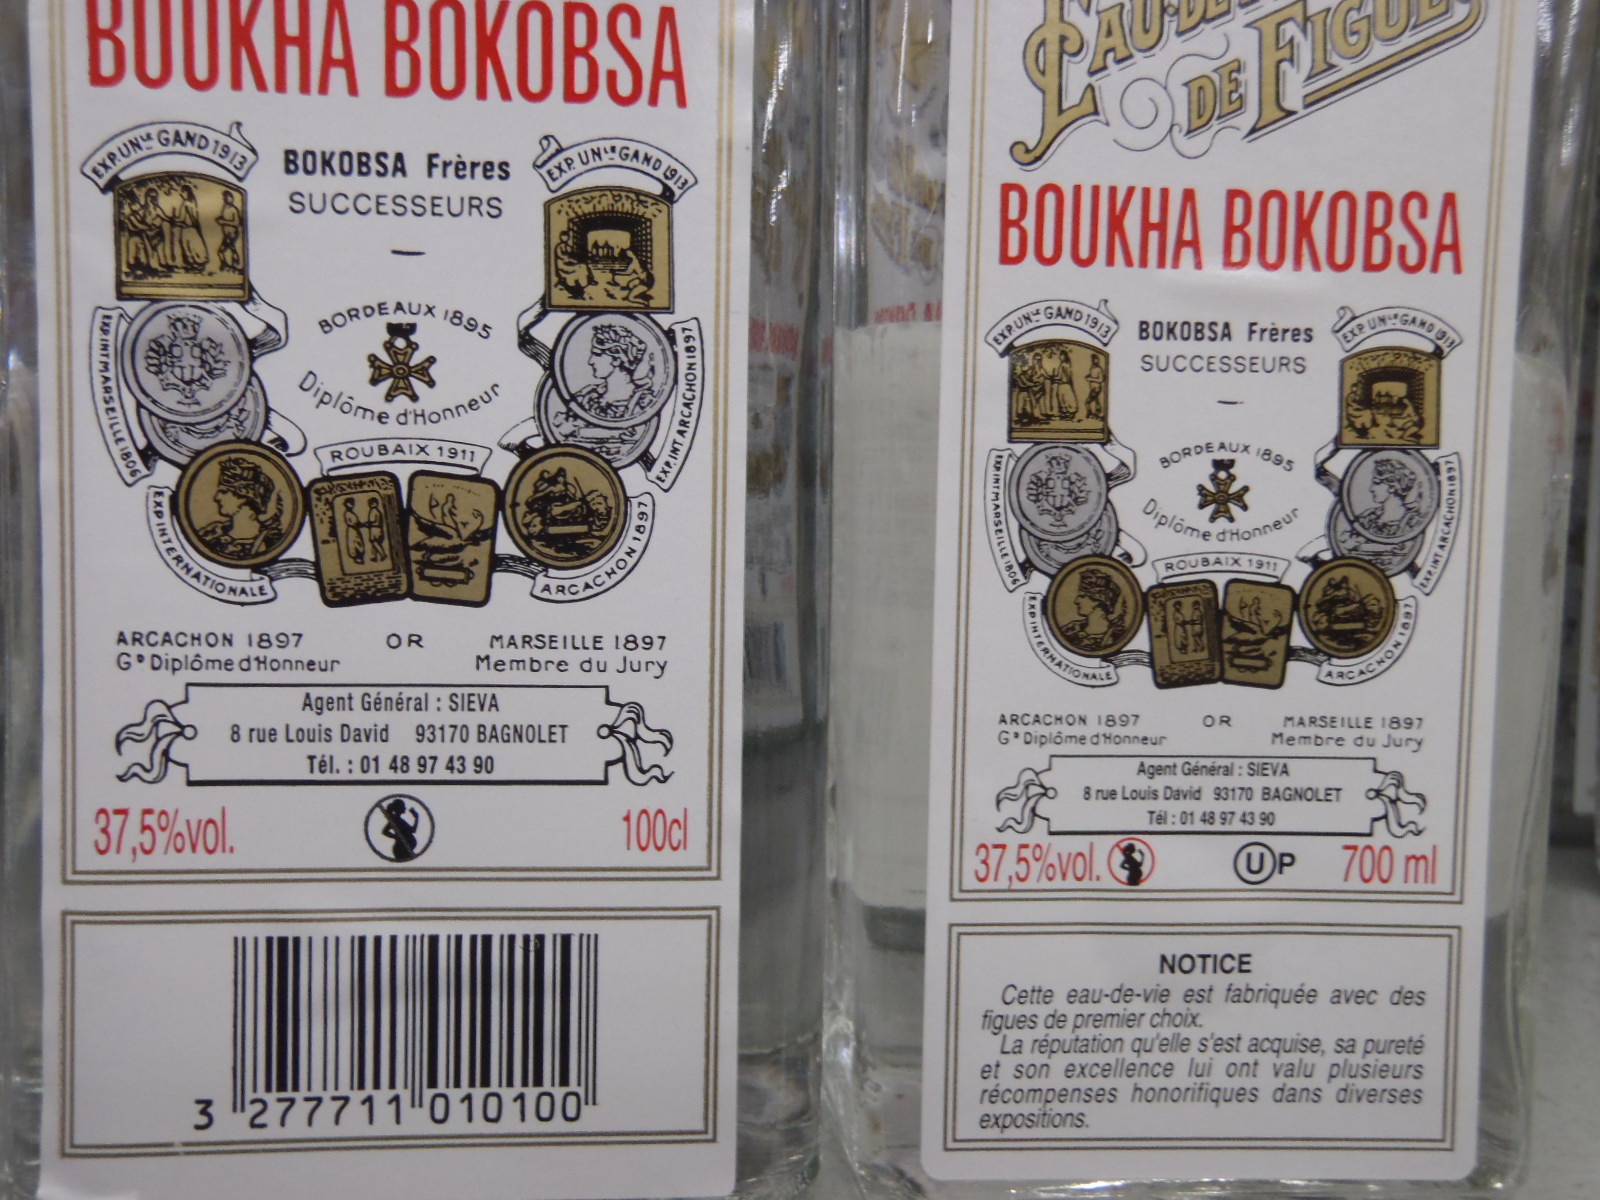 BOUKHA BOKOBSA
EXP. UNLE GAND 1913
BOKOBSA Frères
SUCCESSEURS
EXP. UNLE GAND 1913
BORDEAUX 1895
Diplôme d'Honneur
EXP.INT.MARSEILLE 1806
EXP.INT.ARCACHON 1897
ROUBAIX 1911
EXP INTERNATIONALE
ARCACHON 1897
ARCACHON 1897 OR MARSEILLE 1897
GD Diplôme d'Honneur Membre du Jury
Agent Général : SIEVA
8 rue Louis David 93170 BAGNOLET
Tél. : 01 48 97 43 90
37,5%vol. 100cl
3 277711 010100
DE FIGUES
BOUKHA BOKOBSA
EXP. UNLE GAND 1913
BOKOBSA Frères
SUCCESSEURS
EXP. UNLE GAND 1913
BORDEAUX 1895
Diplôme d'Honneur
EXP.INT.MARSEILLE 1806
EXP.INT.ARCACHON 1897
ROUBAIX 1911
EXP INTERNATIONALE
ARCACHON 1897
ARCACHON 1897 OR MARSEILLE 1897
GD Diplôme d'Honneur Membre du Jury
Agent Général : SIEVA
8 rue Louis David 93170 BAGNOLET
Tél : 01 48 97 43 90
37,5%vol. UP 700 ml
NOTICE
Cette eau-de-vie est fabriquée avec des
figues de premier choix.
La réputation qu'elle s'est acquise, sa pureté
et son excellence lui ont valu plusieurs
récompenses honorifiques dans diverses
expositions.